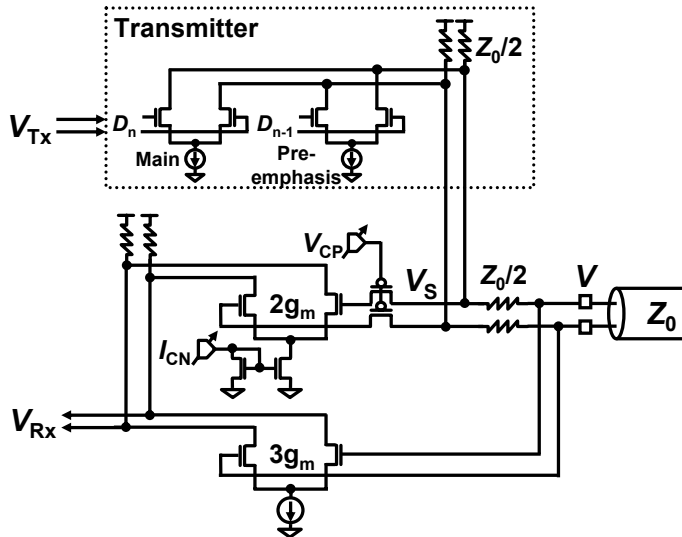 Transmitter
Z0/2
VTx
Dn
Dn-1
Main
Pre-
emphasis
VCP
VS
Z0/2
V
2gm
Z0
ICN
VRx
3gm